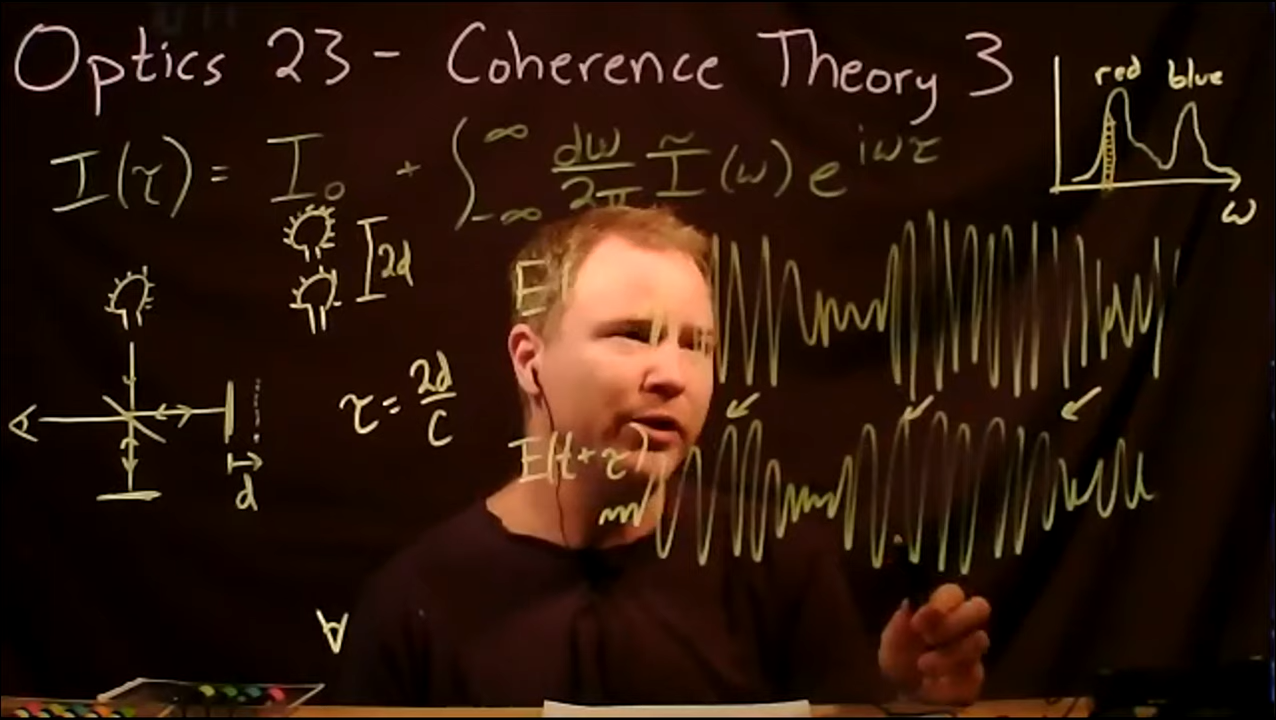 Optics 23 - Coherence Theory 3
red blue
I(τ) = I₀ + ∫_{-∞}^{∞} dω/2π Ĩ(ω) e^{iωτ}
ω
2d
E(
τ = 2d/c
E(t+τ)
d